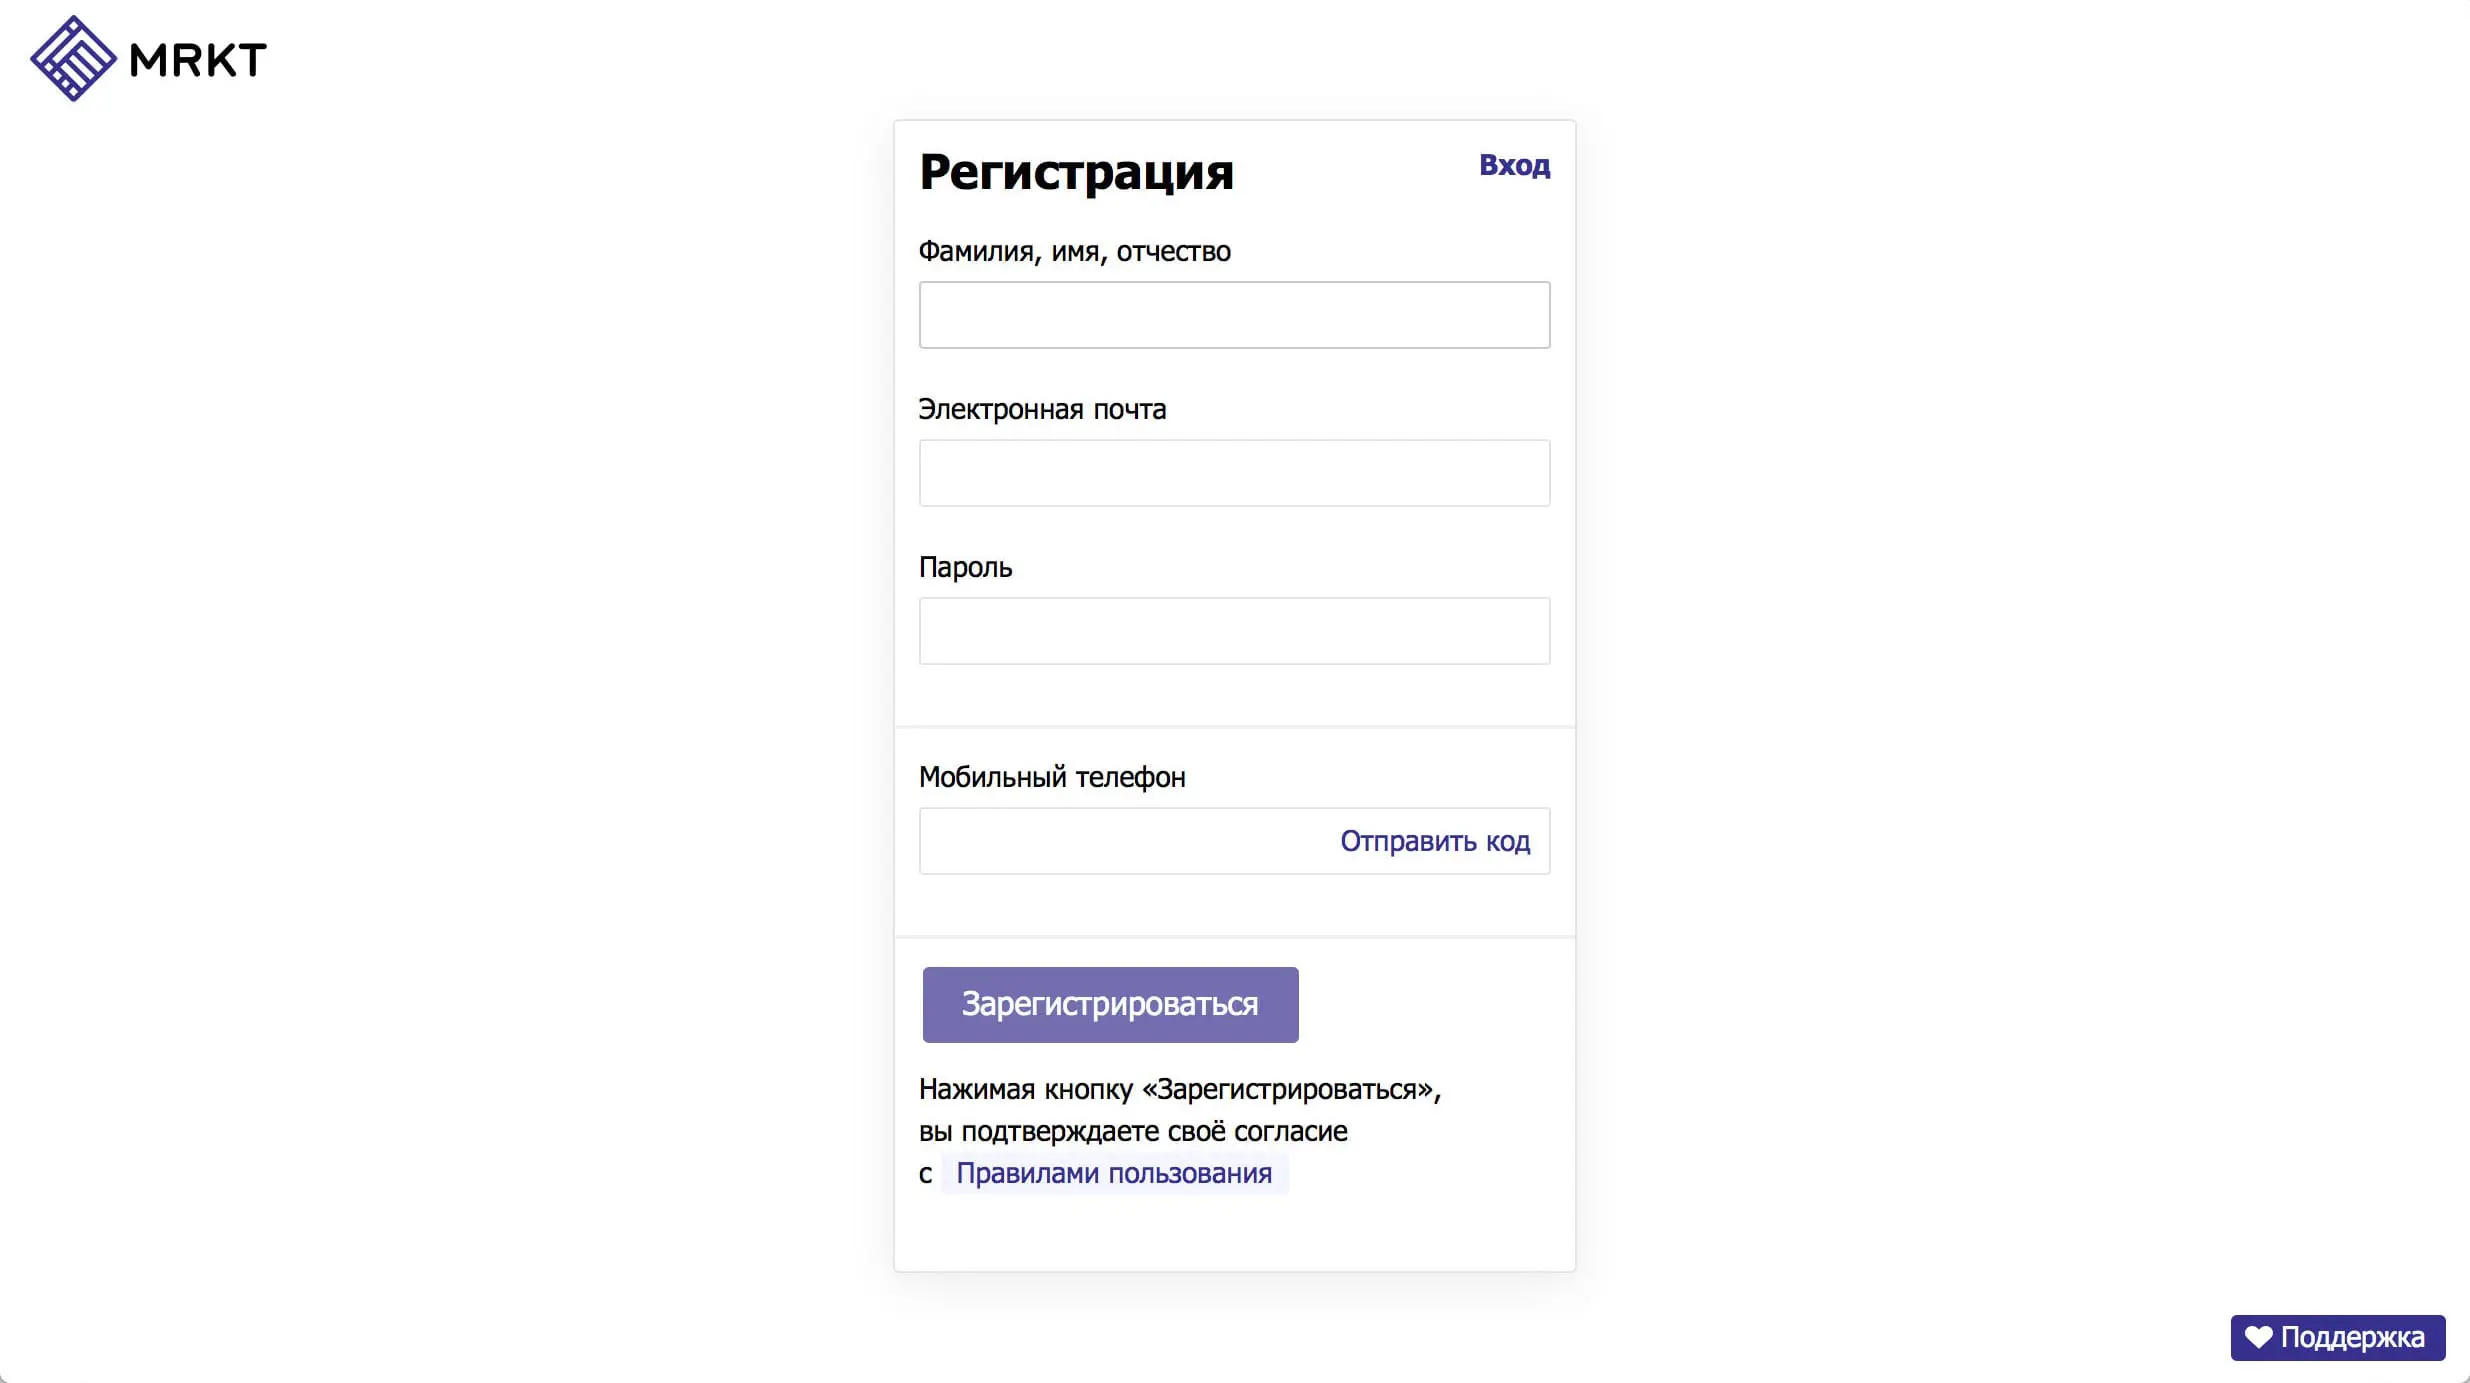 MRKT
Регистрация
Вход
Фамилия, имя, отчество
Электронная почта
Пароль
Мобильный телефон
Отправить код
Зарегистрироваться
Нажимая кнопку «Зарегистрироваться»,
вы подтверждаете своё согласие
с Правилами пользования
Поддержка